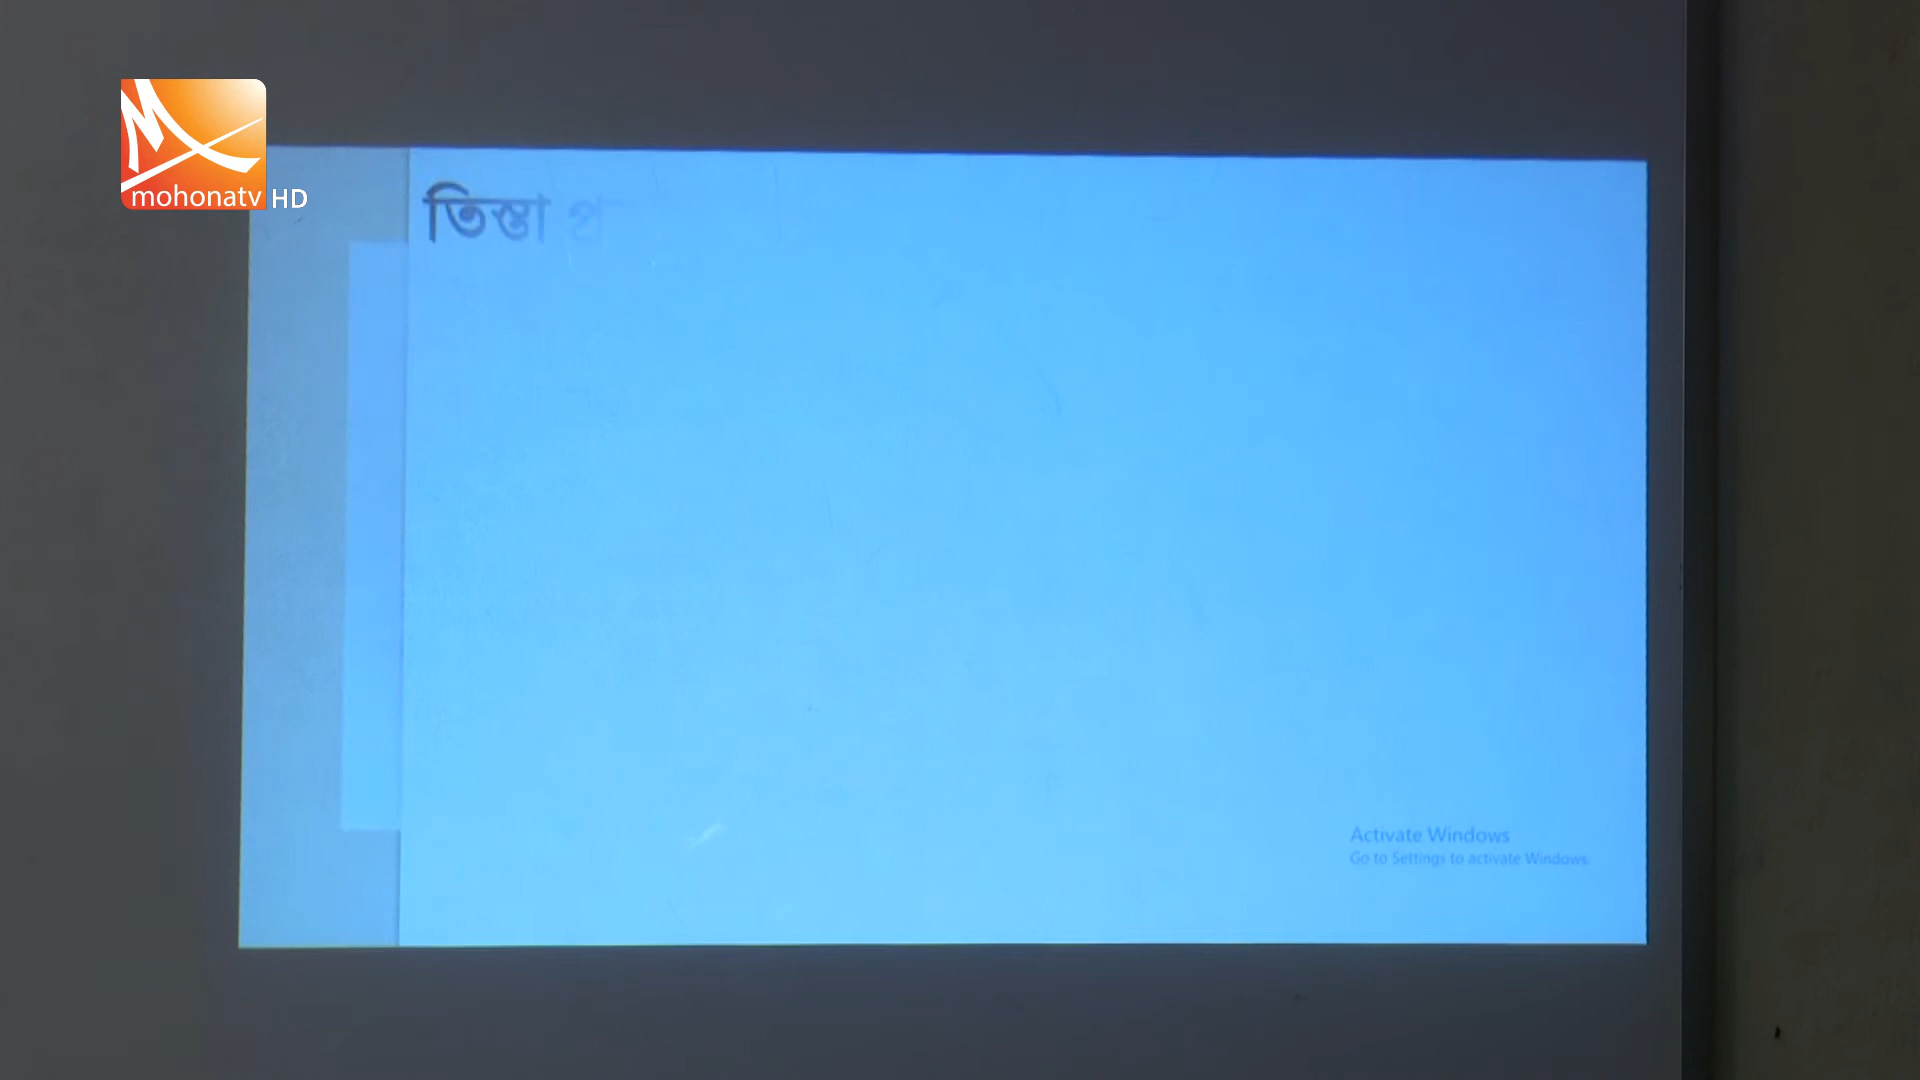 mohonatv HD
তিস্তা প্র
Activate Windows
Go to Settings to activate Windows.